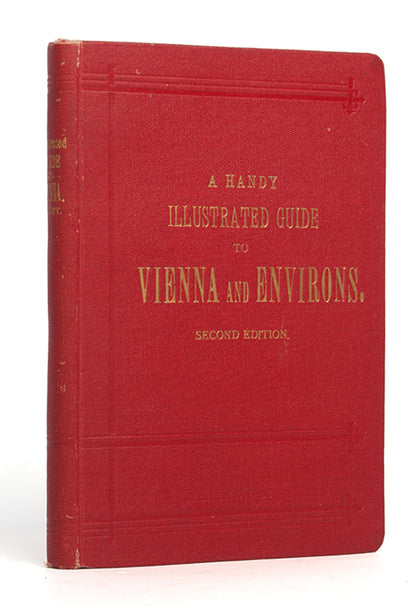 A HANDY
ILLUSTRATED GUIDE
TO
VIENNA AND ENVIRONS.
SECOND EDITION.